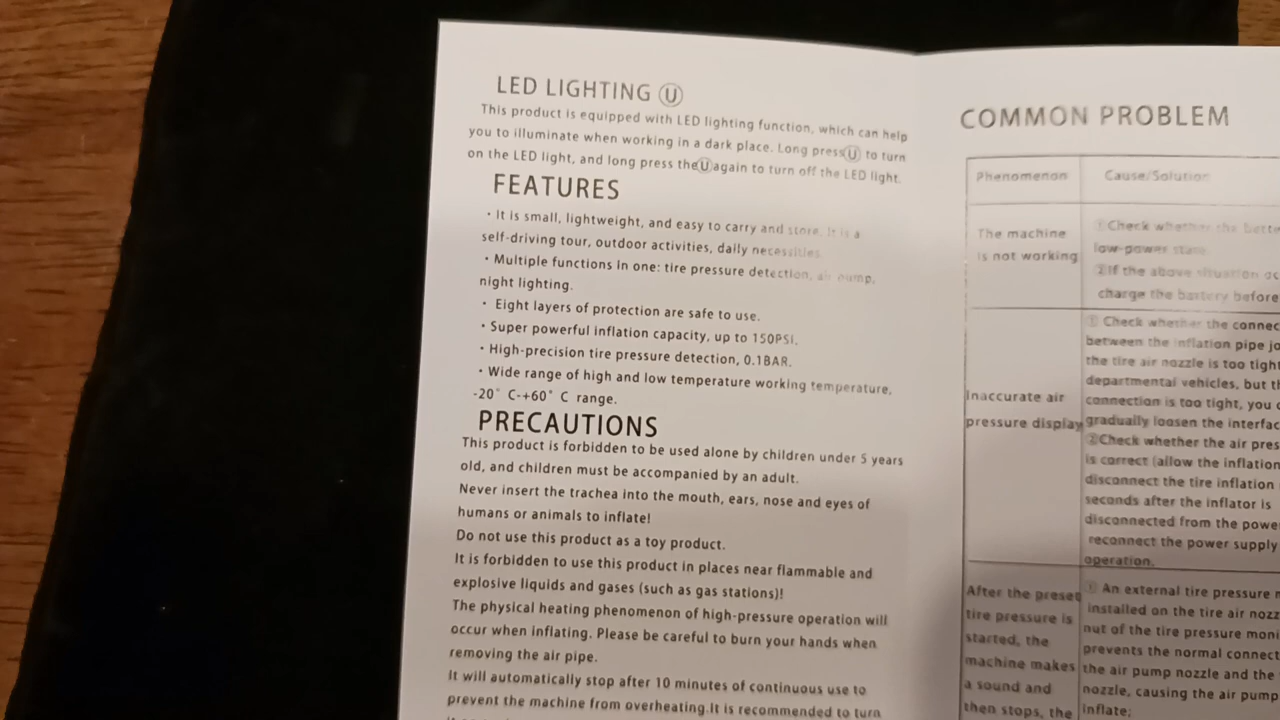 LED LIGHTING Ⓤ
This product is equipped with LED lighting function, which can help
you to illuminate when working in a dark place. Long press Ⓤ to turn
on the LED light, and long press the Ⓤ again to turn off the LED light.
FEATURES
· It is small, lightweight, and easy to carry and store. It is a
self-driving tour, outdoor activities, daily necessities.
· Multiple functions in one: tire pressure detection, air pump,
night lighting.
· Eight layers of protection are safe to use.
· Super powerful inflation capacity, up to 150PSI.
· High-precision tire pressure detection, 0.1BAR.
· Wide range of high and low temperature working temperature,
-20° C-+60° C range.
PRECAUTIONS
This product is forbidden to be used alone by children under 5 years
old, and children must be accompanied by an adult.
Never insert the trachea into the mouth, ears, nose and eyes of
humans or animals to inflate!
Do not use this product as a toy product.
It is forbidden to use this product in places near flammable and
explosive liquids and gases (such as gas stations)!
The physical heating phenomenon of high-pressure operation will
occur when inflating. Please be careful to burn your hands when
removing the air pipe.
It will automatically stop after 10 minutes of continuous use to
prevent the machine from overheating.It is recommended to turn
COMMON PROBLEM
Phenomenon
Cause/Solution
The machine
is not working
①Check whether the
low-power state.
②If the above situation
charge the battery before
Inaccurate air
pressure display
① Check whether the
between the inflation pipe
the tire air nozzle is too tight
departmental vehicles, but
connection is too tight, you
gradually loosen the
②Check whether the air
is correct (allow the inflation
disconnect the tire inflation
seconds after the inflator is
disconnected from the
reconnect the power supply
operation.
After the preset
tire pressure is
started, the
machine makes
a sound and
then stops, the
① An external tire pressure
installed on the tire air
nut of the tire pressure
prevents the normal
the air pump nozzle and the
nozzle, causing the air pump
inflate;